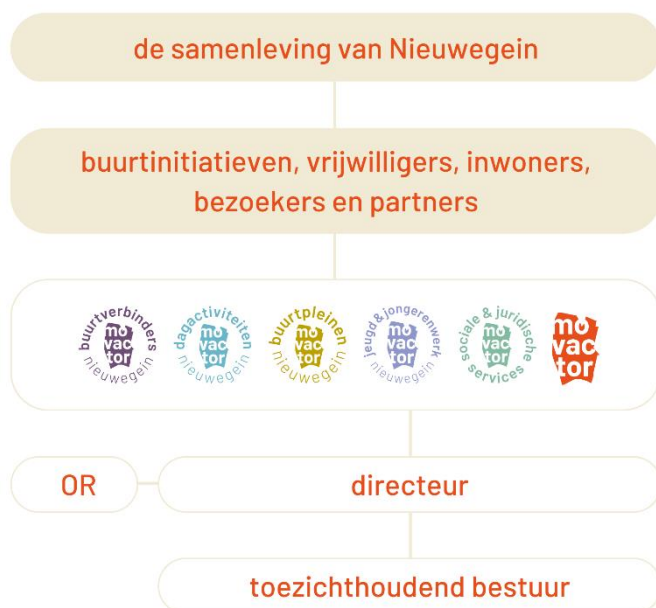 de samenleving van Nieuwegein
buurtinitiatieven, vrijwilligers, inwoners,
bezoekers en partners
buurtverbinders
mo
vac
tor
nieuwegein
dagactiviteiten
mo
vac
tor
nieuwegein
buurtpleinen
mo
vac
tor
nieuwegein
jeugd & jongerenwerk
mo
vac
tor
nieuwegein
sociale & juridische
mo
vac
tor
services
mo
vac
tor
OR
directeur
toezichthoudend bestuur